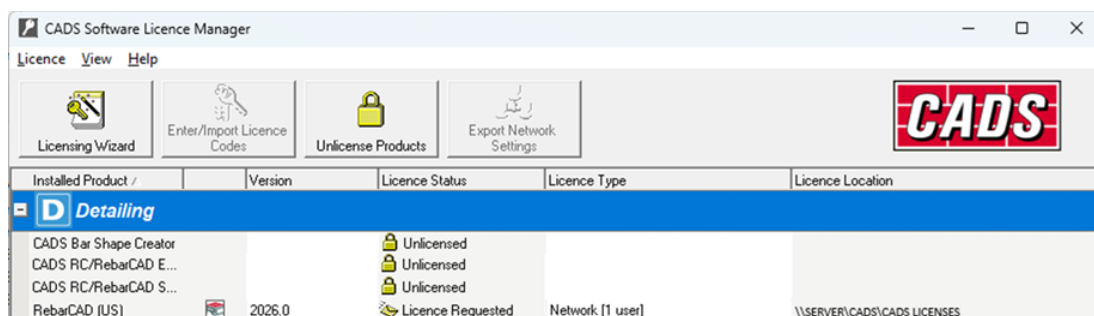 CADS Software Licence Manager
Licence View Help
Licensing Wizard
Enter/Import Licence
Codes
Unlicense Products
Export Network
Settings
CADS
Installed Product / Version Licence Status Licence Type Licence Location
D Detailing
CADS Bar Shape Creator Unlicensed
CADS RC/RebarCAD E... Unlicensed
CADS RC/RebarCAD S... Unlicensed
RebarCAD (US) 2026.0 Licence Requested Network [1 user] \\SERVER\CADS\CADS LICENSES